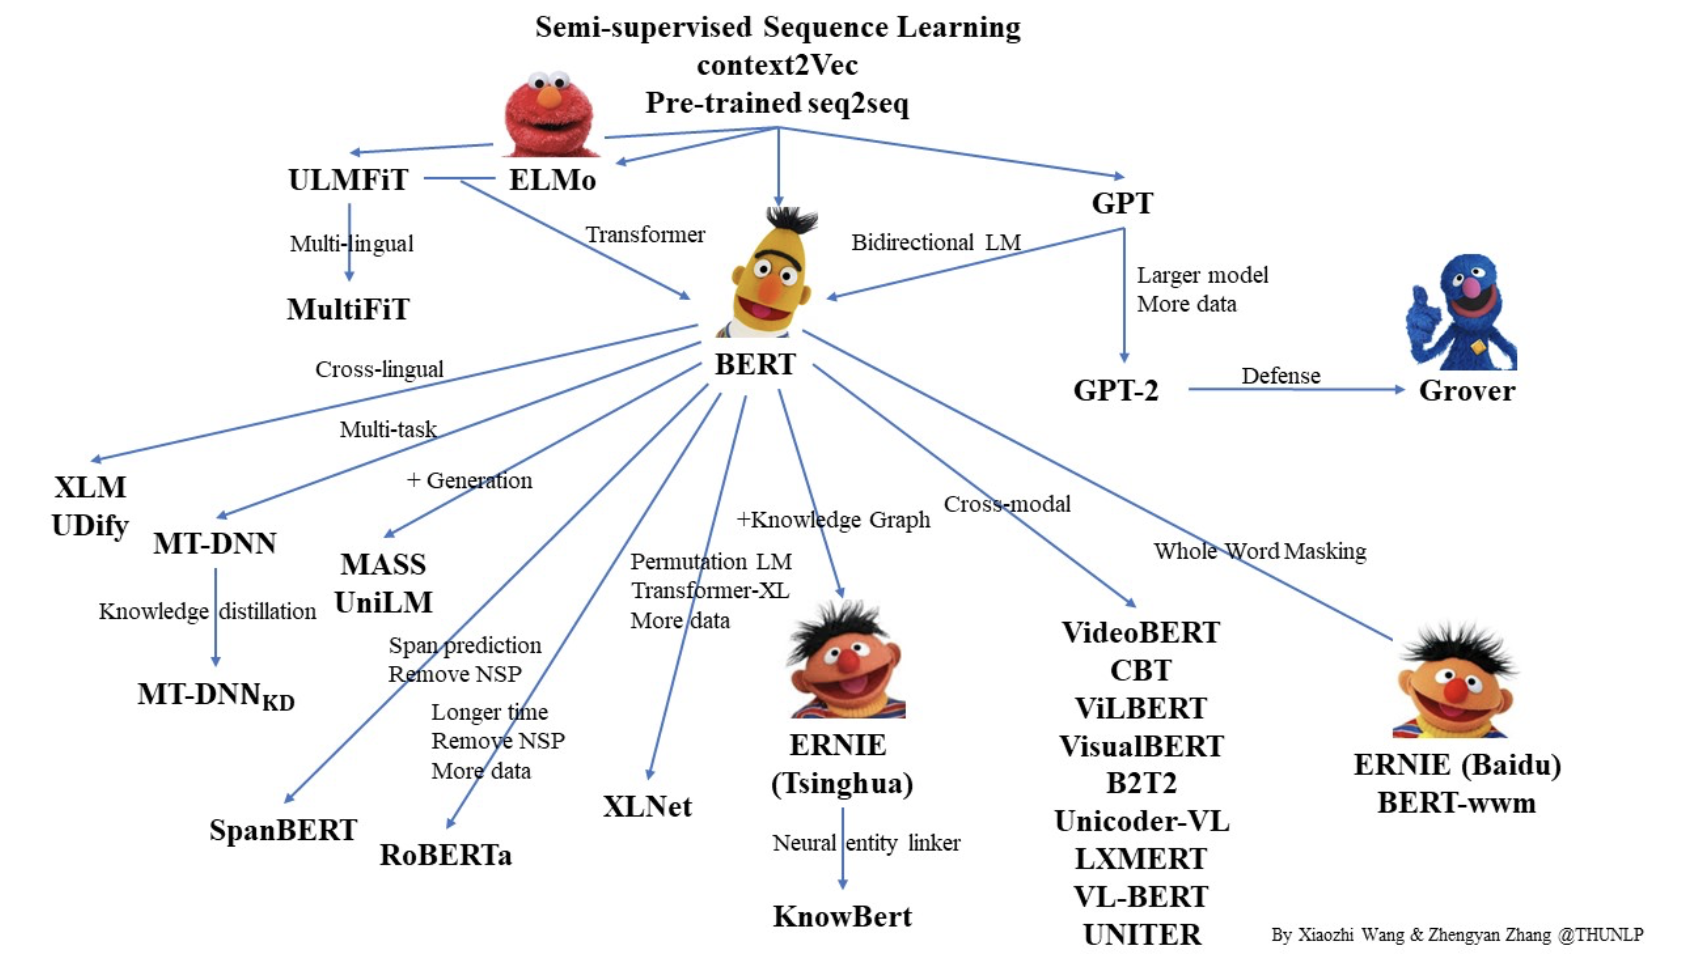 Semi-supervised Sequence Learning
context2Vec
Pre-trained seq2seq
ULMFiT
ELMo
GPT
Multi-lingual
Transformer
Bidirectional LM
Larger model
More data
MultiFiT
BERT
GPT-2
Defense
Grover
Cross-lingual
Multi-task
+ Generation
+Knowledge Graph
Cross-modal
Whole Word Masking
XLM
UDify
MT-DNN
MASS
UniLM
Permutation LM
Transformer-XL
More data
Knowledge distillation
MT-DNNKD
Span prediction
Remove NSP
Longer time
Remove NSP
More data
SpanBERT
RoBERTa
XLNet
ERNIE
(Tsinghua)
Neural entity linker
KnowBert
VideoBERT
CBT
ViLBERT
VisualBERT
B2T2
Unicoder-VL
LXMERT
VL-BERT
UNITER
ERNIE (Baidu)
BERT-wwm
By Xiaozhi Wang & Zhengyan Zhang @THUNLP